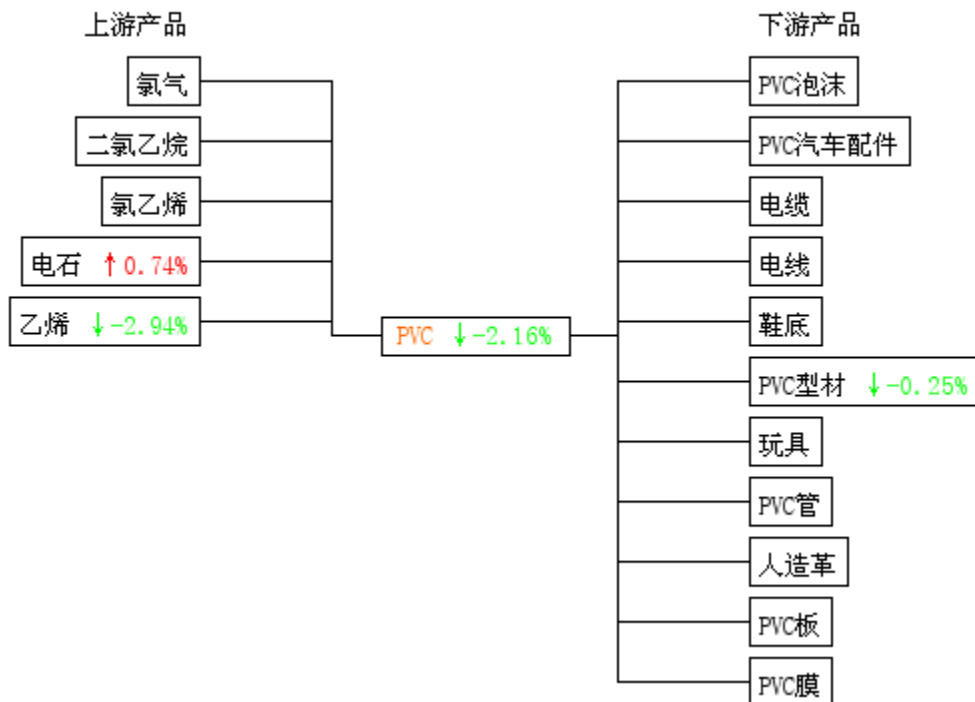 上游产品
下游产品
氯气
二氯乙烷
氯乙烯
电石 ↑0.74%
乙烯 ↓-2.94%
PVC ↓-2.16%
PVC泡沫
PVC汽车配件
电缆
电线
鞋底
PVC型材 ↓-0.25%
玩具
PVC管
人造革
PVC板
PVC膜